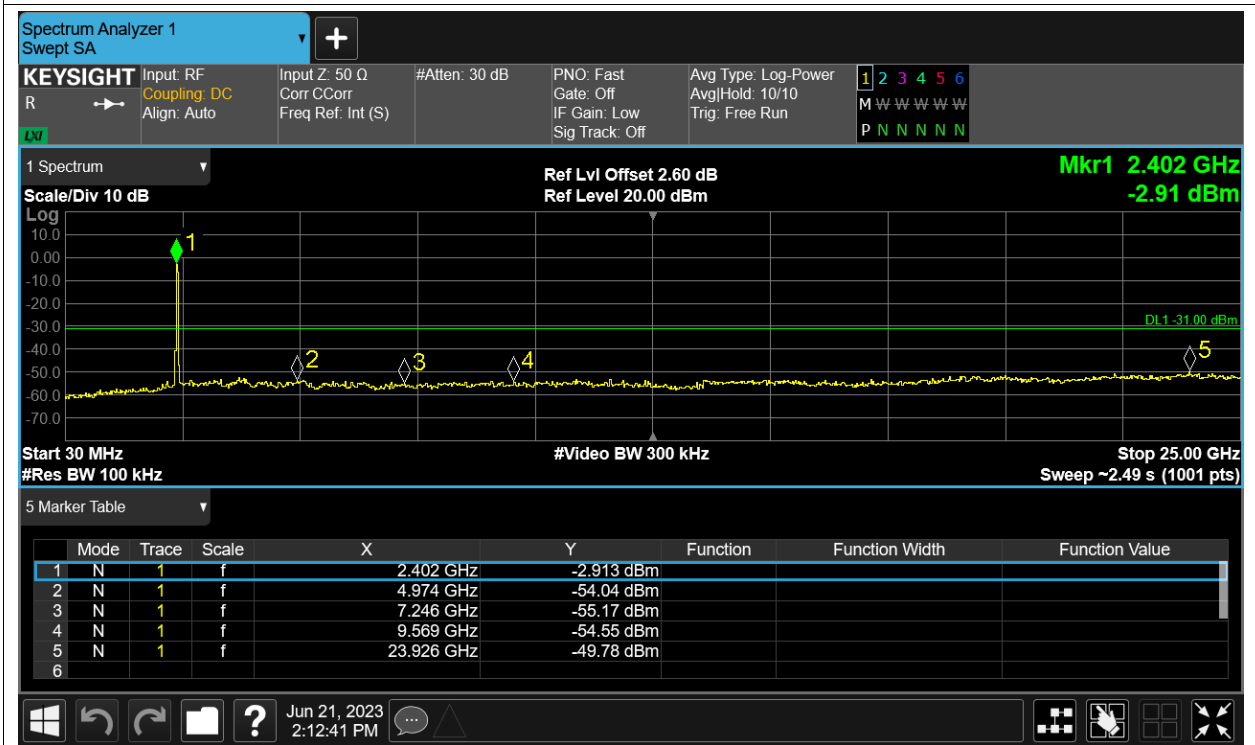 Spectrum Analyzer 1
Swept SA
+
KEYSIGHT Input: RF Input Z: 50 Ω #Atten: 30 dB PNO: Fast Avg Type: Log-Power 1 2 3 4 5 6
R Coupling: DC Corr CCorr Gate: Off Avg|Hold: 10/10 M W W W W W
Align: Auto Freq Ref: Int (S) IF Gain: Low Trig: Free Run
LXI Sig Track: Off P N N N N N
1 Spectrum Ref Lvl Offset 2.60 dB Mkr1 2.402 GHz
Scale/Div 10 dB Ref Level 20.00 dBm -2.91 dBm
Log
10.0 1
0.00
-10.0
-20.0
-30.0 DL1 -31.00 dBm
-40.0 2 3 4 5
-50.0
-60.0
-70.0
Start 30 MHz #Video BW 300 kHz Stop 25.00 GHz
#Res BW 100 kHz Sweep ~2.49 s (1001 pts)
5 Marker Table
Mode Trace Scale X Y Function Function Width Function Value
1 N 1 f 2.402 GHz -2.913 dBm
2 N 1 f 4.974 GHz -54.04 dBm
3 N 1 f 7.246 GHz -55.17 dBm
4 N 1 f 9.569 GHz -54.55 dBm
5 N 1 f 23.926 GHz -49.78 dBm
6
? Jun 21, 2023
2:12:41 PM